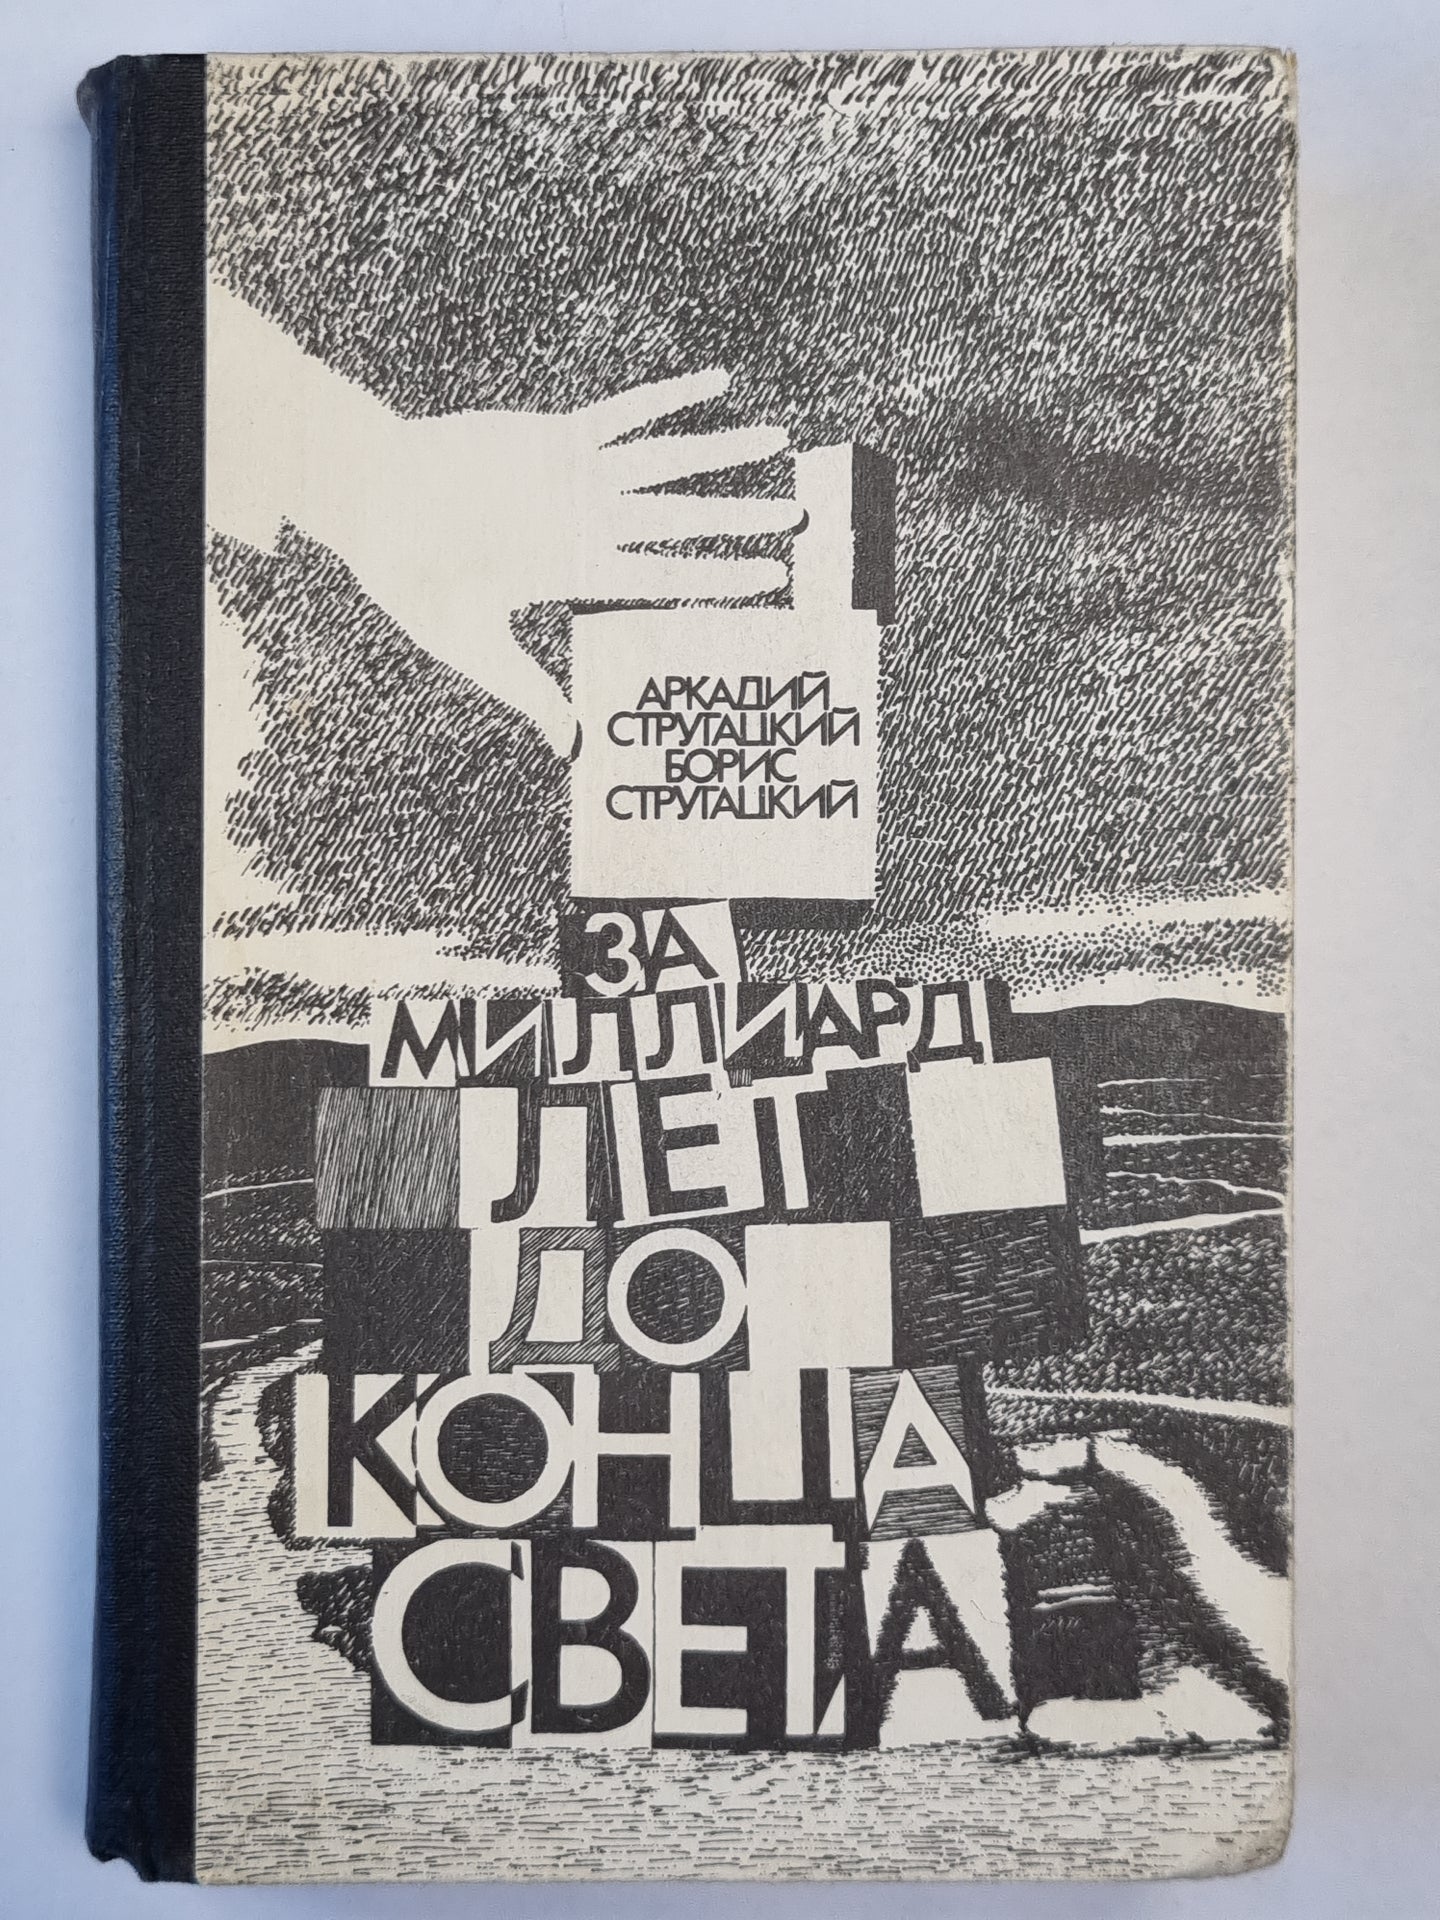 АРКАДИЙ
СТРУГАЦКИЙ
БОРИС
СТРУГАЦКИЙ
ЗА
МИЛЛИАРД
ЛЕТ
ДО
КОНЦА
СВЕТА